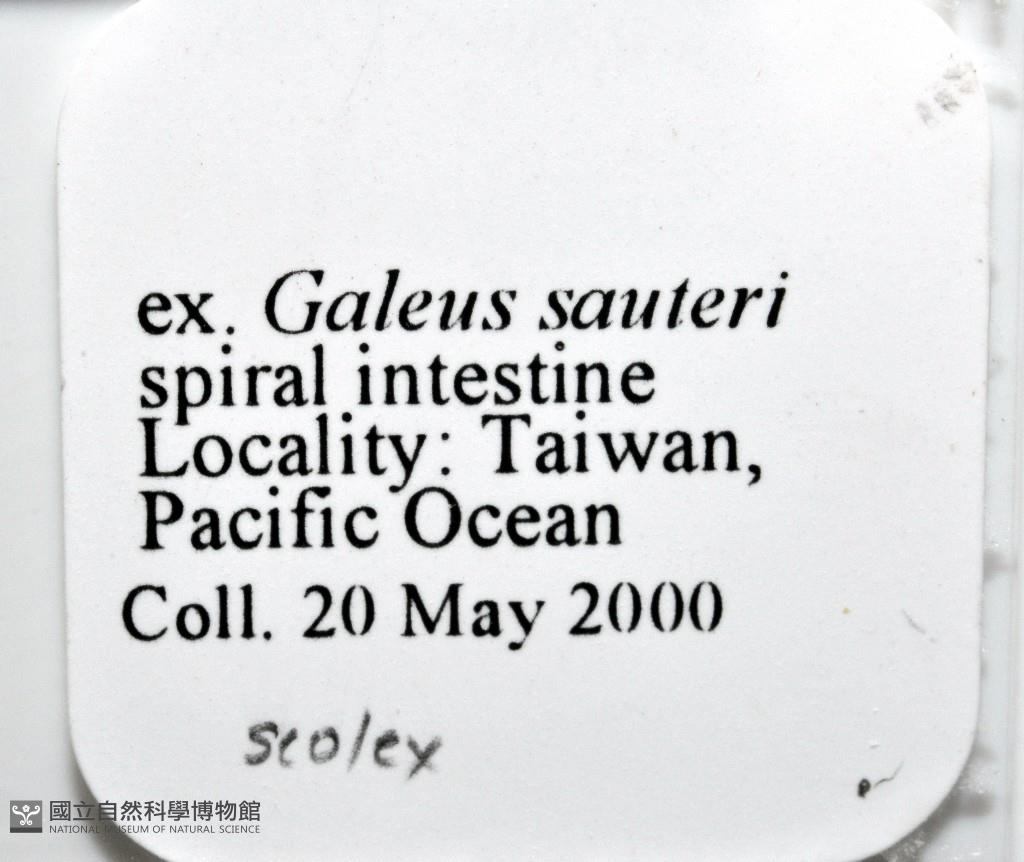 ex. Galeus sauteri
spiral intestine
Locality: Taiwan,
Pacific Ocean
Coll. 20 May 2000
scolex
國立自然科學博物館
NATIONAL MUSEUM OF NATURAL SCIENCE